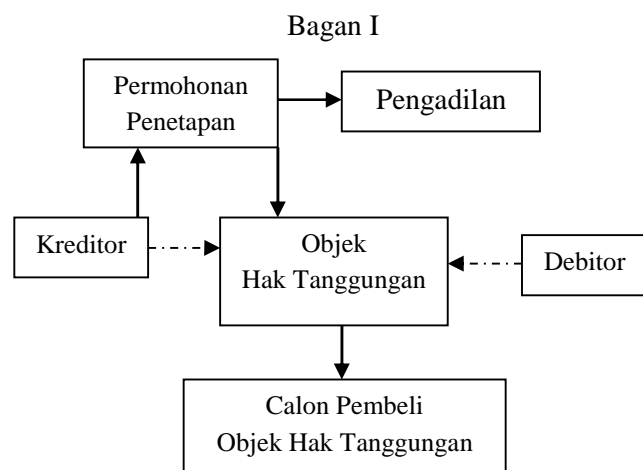 Bagan I
Permohonan
Penetapan
Pengadilan
Kreditor
Objek
Hak Tanggungan
Debitor
Calon Pembeli
Objek Hak Tanggungan